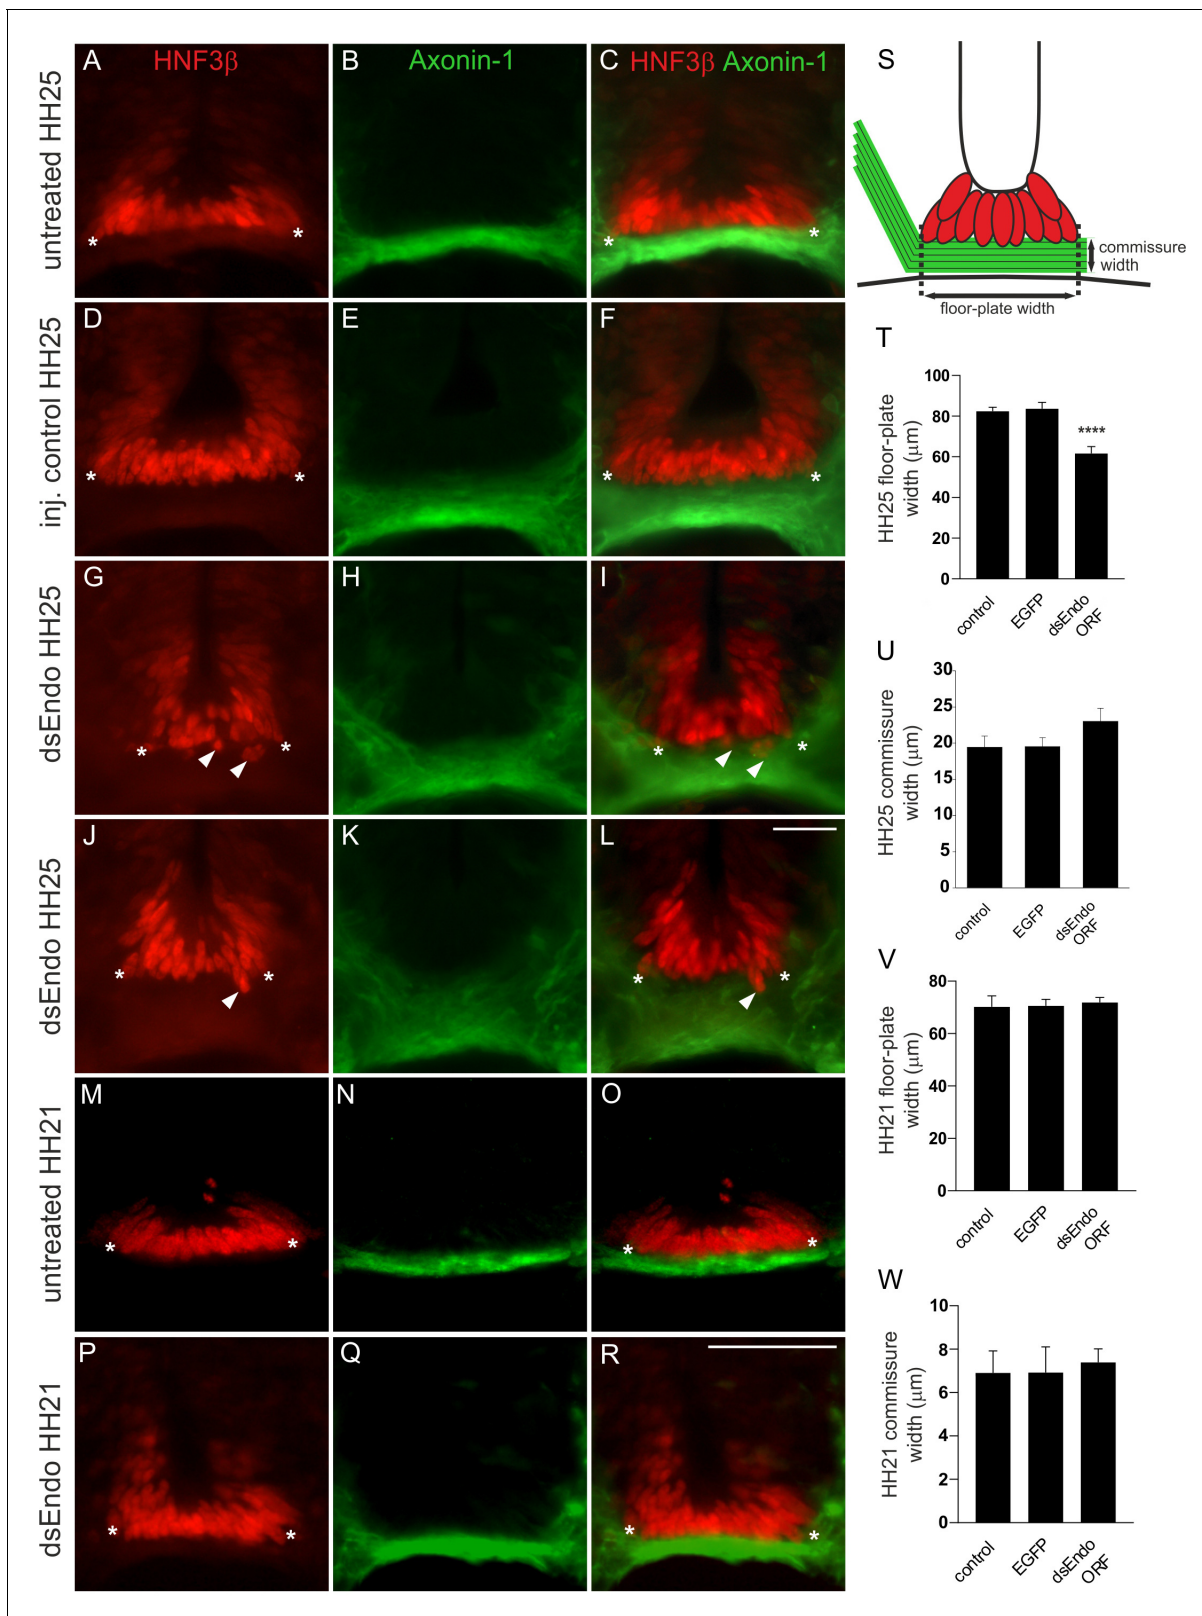 untreated HH25
A HNF3β
B Axonin-1
C HNF3β Axonin-1
inj. control HH25
D
E
F
*
dsEndo HH25
G
H
I
dsEndo HH25
J
K
L
untreated HH21
M
N
O
dsEndo HH21
P
Q
R
S
commissure
width
floor-plate width
T
HH25 floor-plate
width (μm)
100
80
60
40
20
0
****
control
EGFP
dsEndo
ORF
U
HH25 commissure
width (μm)
30
25
20
15
10
5
0
control
EGFP
dsEndo
ORF
V
HH21 floor-plate
width (μm)
80
60
40
20
0
control
EGFP
dsEndo
ORF
W
HH21 commissure
width (μm)
10
8
6
4
2
0
control
EGFP
dsEndo
ORF